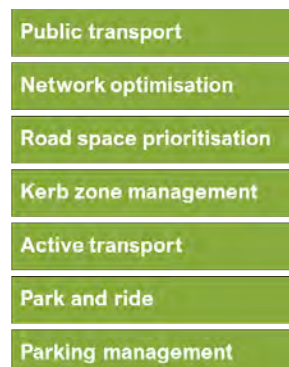 Public transport
Network optimisation
Road space prioritisation
Kerb zone management
Active transport
Park and ride
Parking management